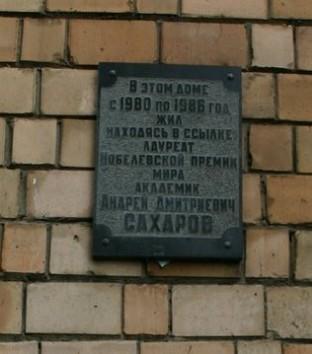 В ЭТОМ ДОМЕ
С 1980 ПО 1986 ГОД
ЖИЛ
НАХОДЯСЬ В ССЫЛКЕ
ЛАУРЕАТ
НОБЕЛЕВСКОЙ ПРЕМИИ
МИРА
АКАДЕМИК
АНДРЕЙ ДМИТРИЕВИЧ
САХАРОВ